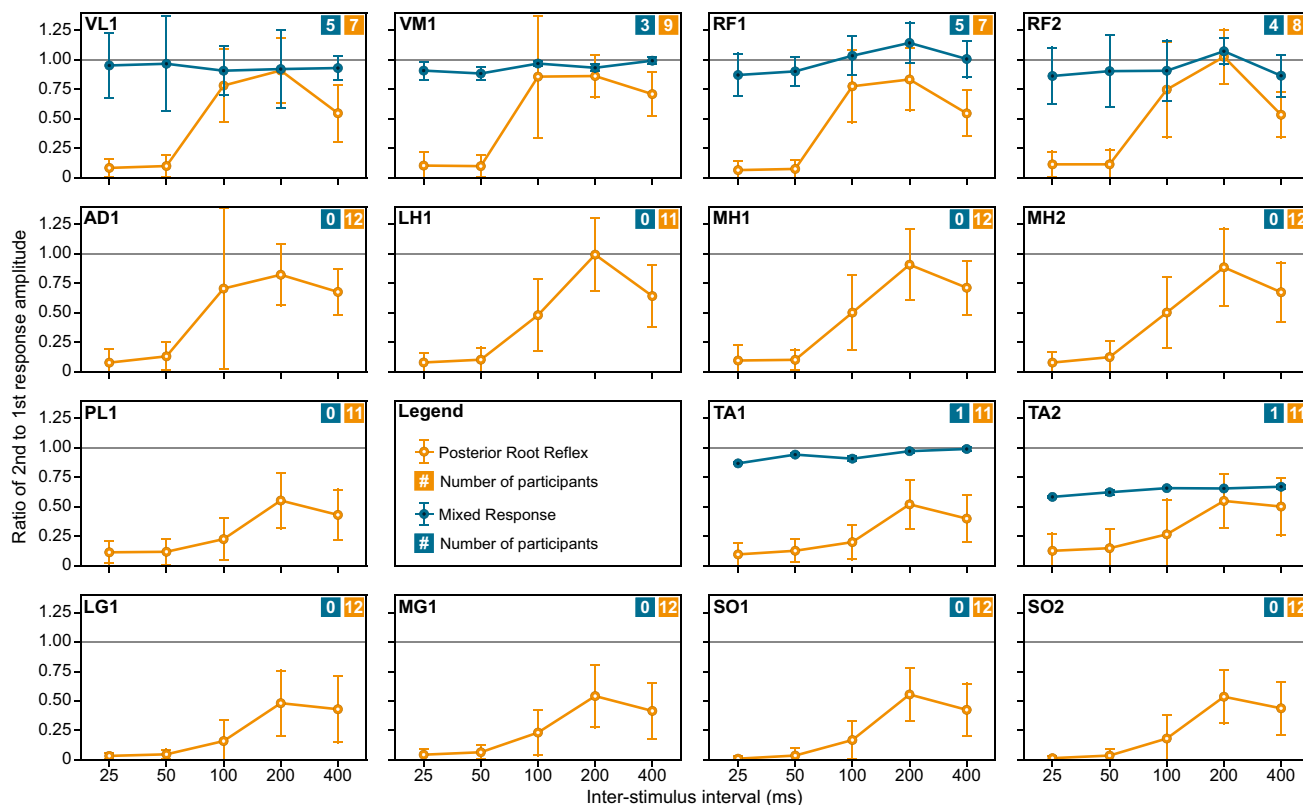 VL1 5 7
VM1 3 9
RF1 5 7
RF2 4 8
1.25
1.00
0.75
0.50
0.25
0
AD1 0 12
LH1 0 11
MH1 0 12
MH2 0 12
1.25
1.00
0.75
0.50
0.25
0
PL1 0 11
Legend
Posterior Root Reflex
# Number of participants
Mixed Response
# Number of participants
TA1 1 11
TA2 1 11
1.25
1.00
0.75
0.50
0.25
0
LG1 0 12
MG1 0 12
SO1 0 12
SO2 0 12
1.25
1.00
0.75
0.50
0.25
0
25 50 100 200 400
25 50 100 200 400
25 50 100 200 400
25 50 100 200 400
Ratio of 2nd to 1st response amplitude
Inter-stimulus interval (ms)